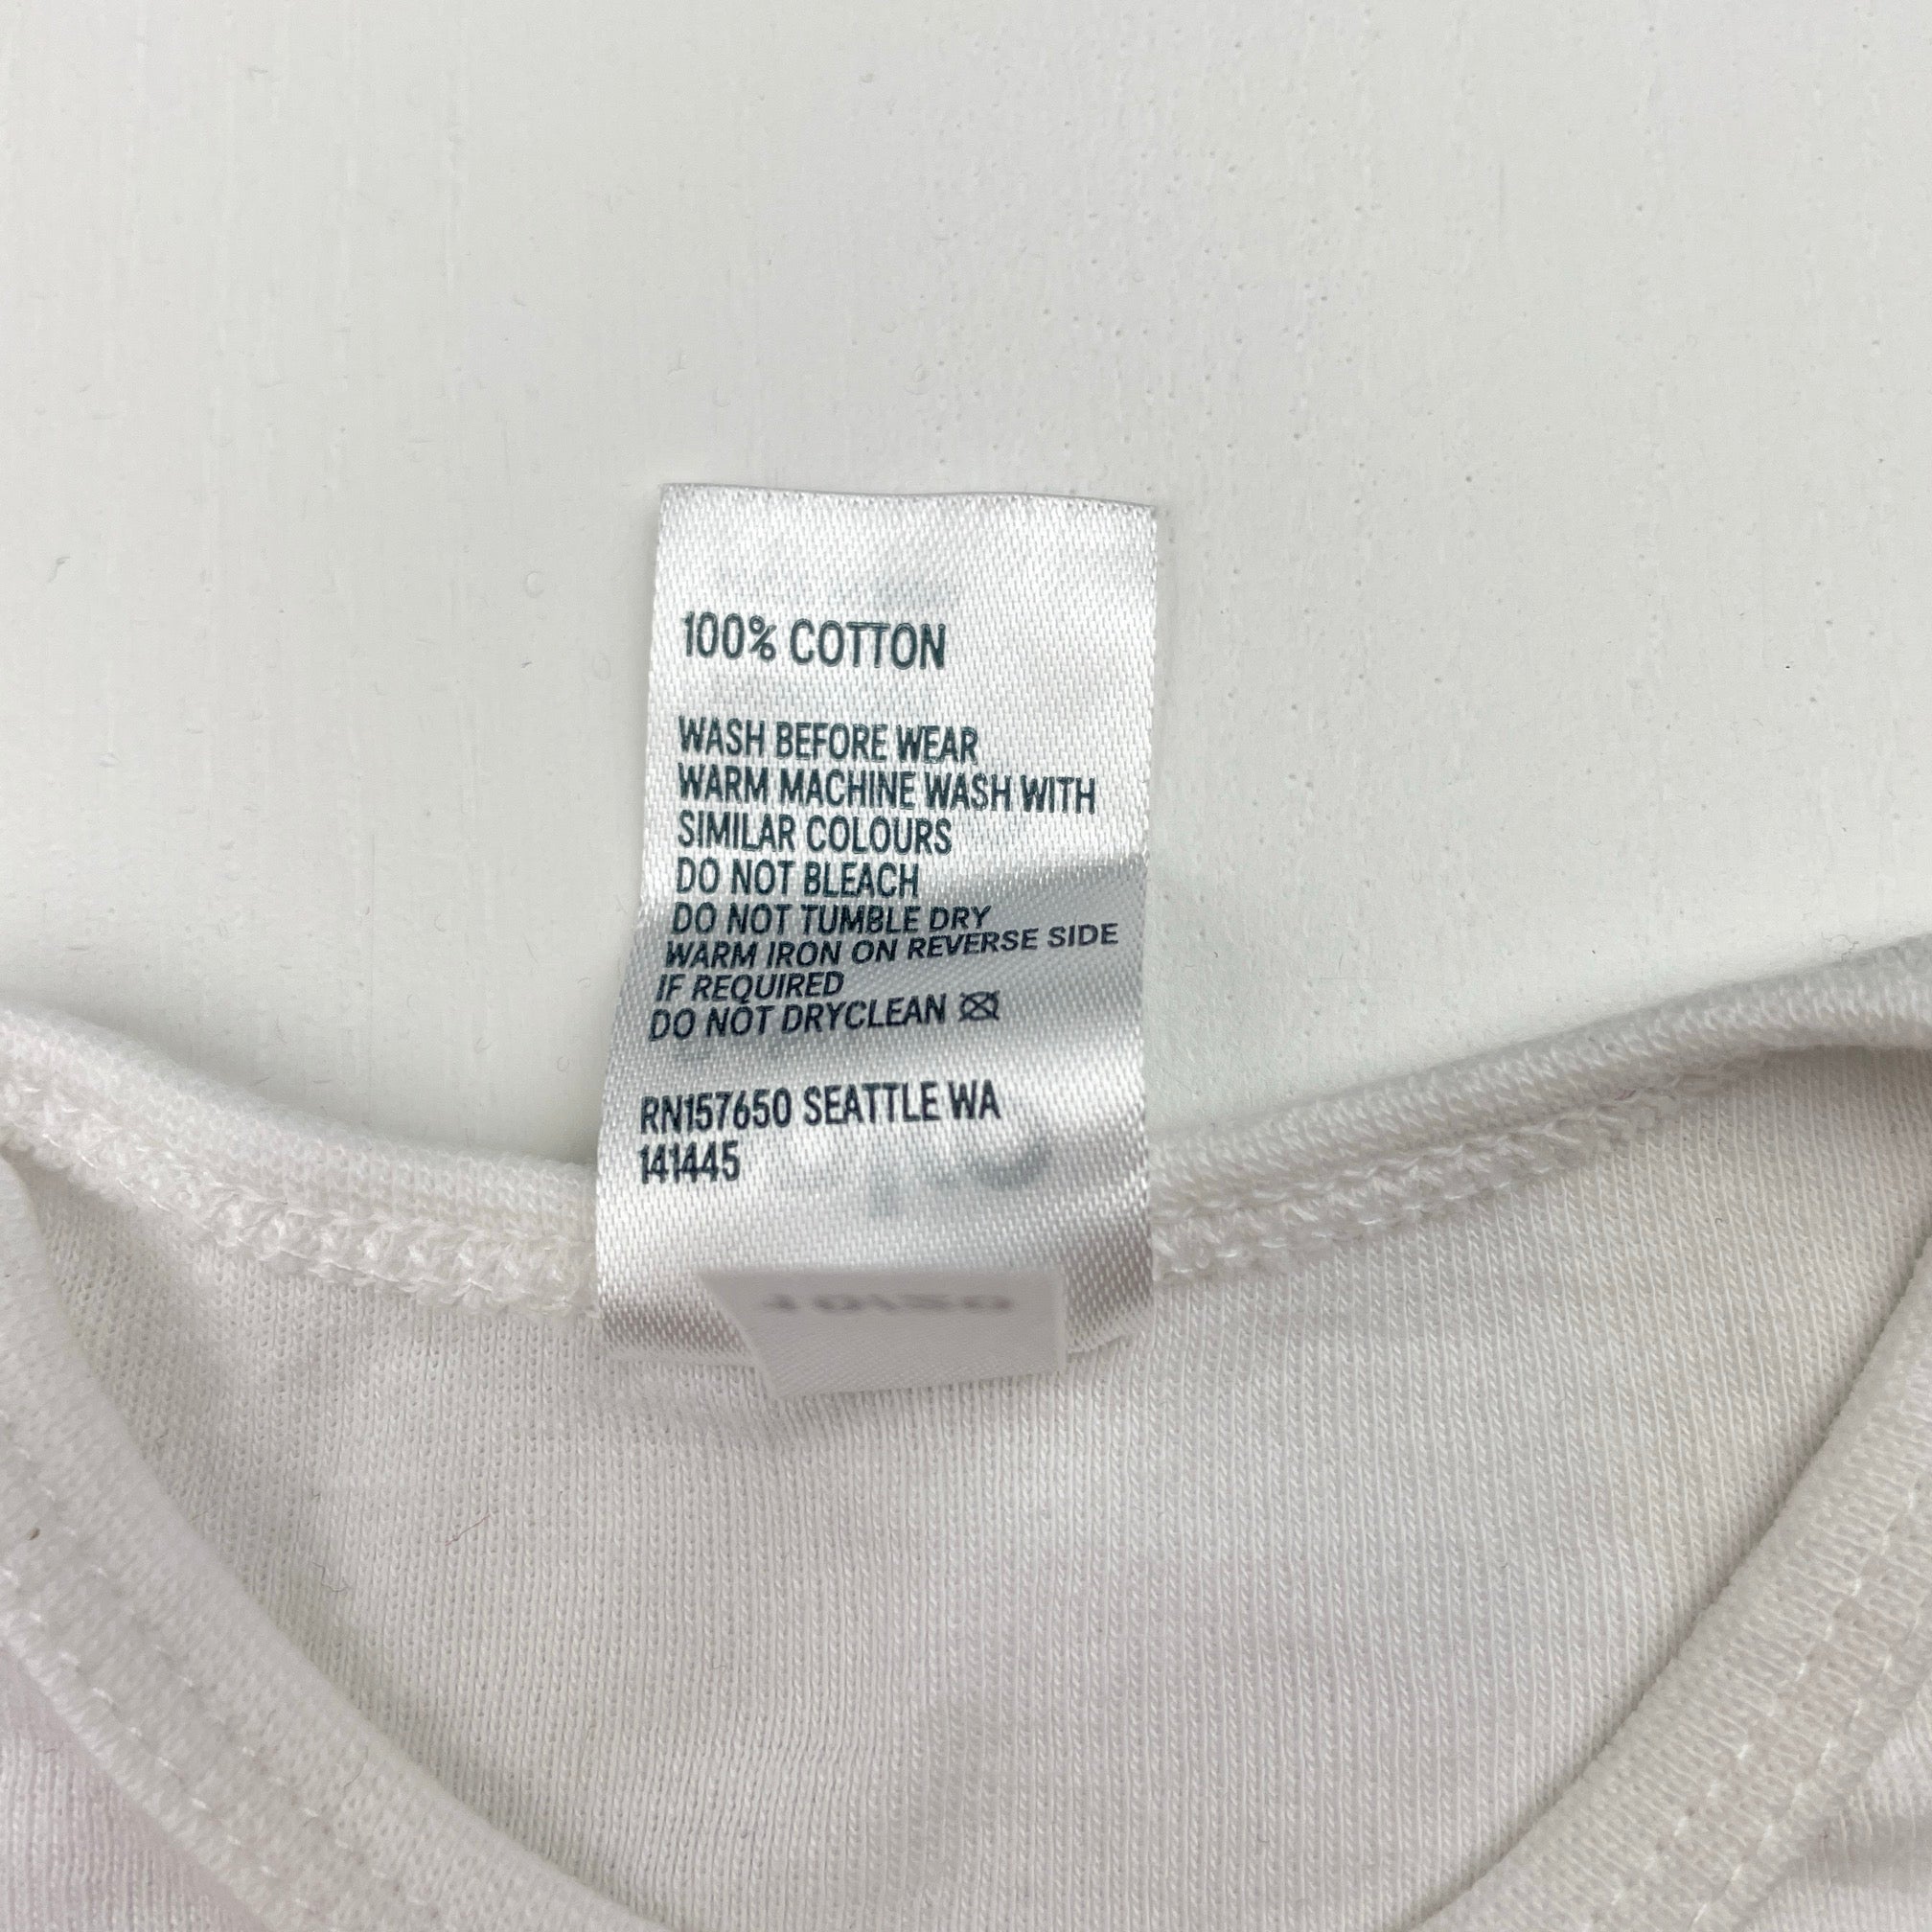 100% COTTON
WASH BEFORE WEAR
WARM MACHINE WASH WITH
SIMILAR COLOURS
DO NOT BLEACH
DO NOT TUMBLE DRY
WARM IRON ON REVERSE SIDE
IF REQUIRED
DO NOT DRYCLEAN
RN157650 SEATTLE WA
141445